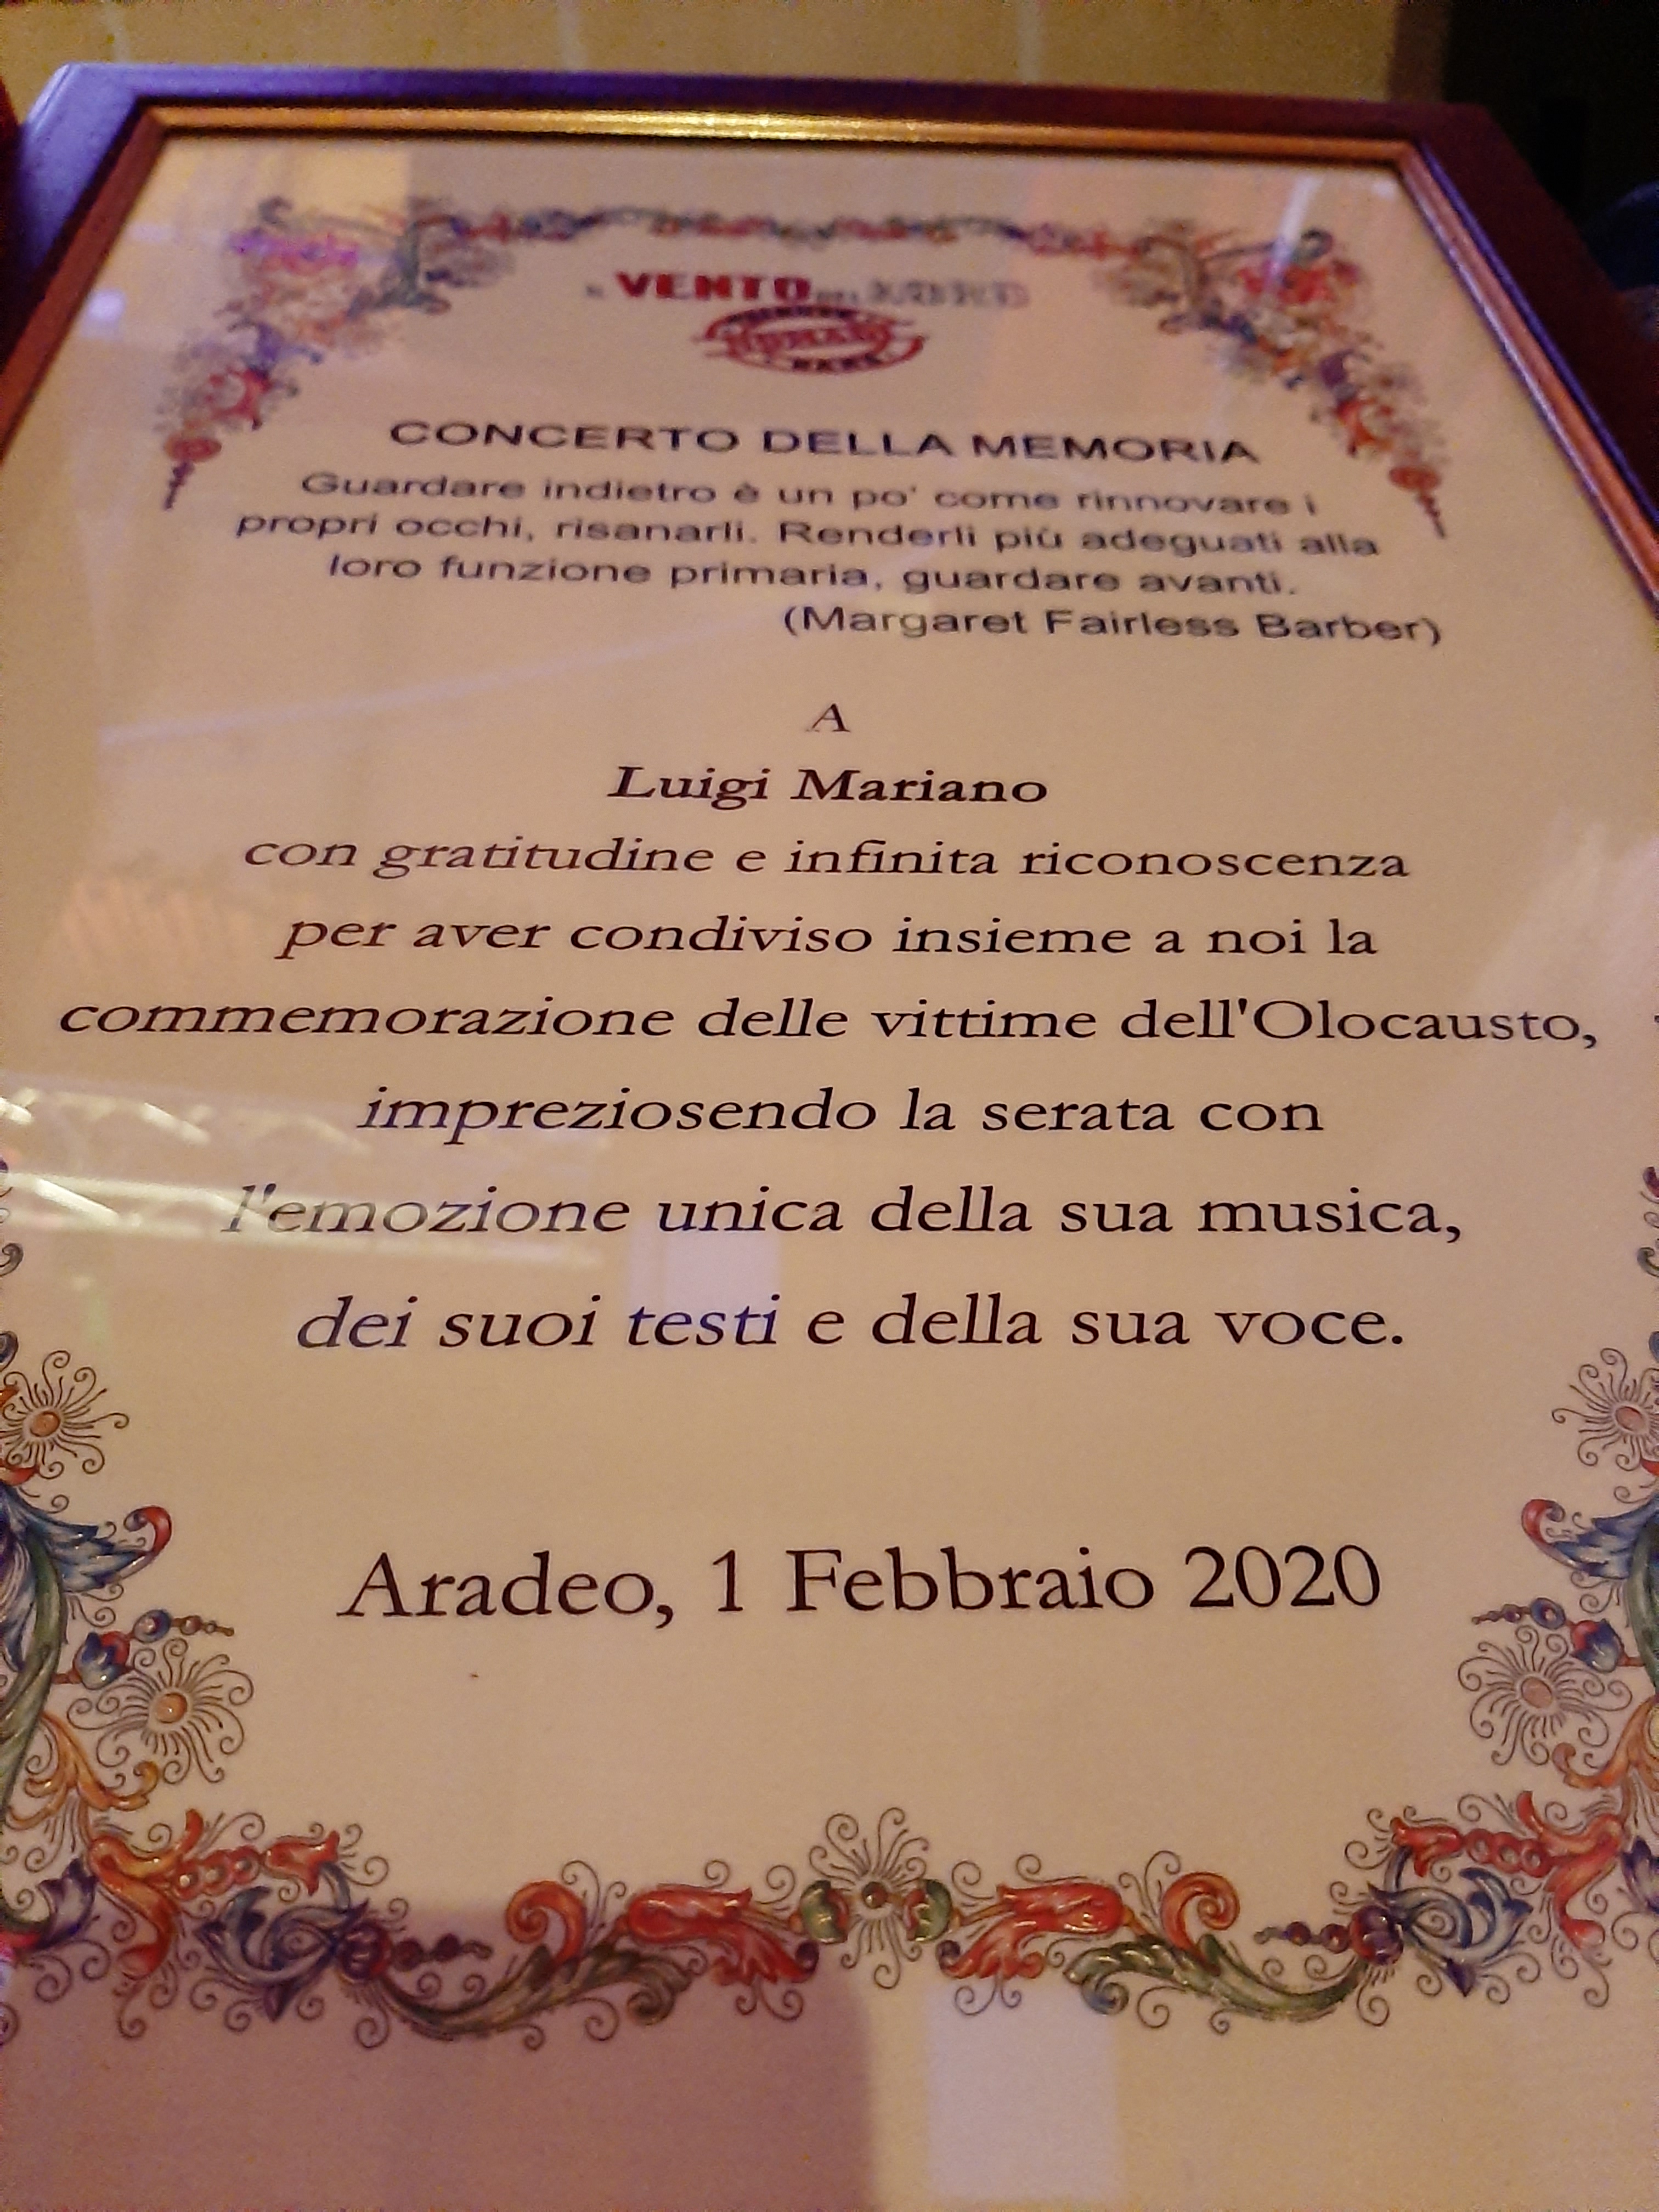 VENTO
CONCERTO DELLA MEMORIA
Guardare indietro è un po' come rinnovare i
propri occhi, risanarli. Renderli più adeguati alla
loro funzione primaria, guardare avanti.
(Margaret Fairless Barber)
A
Luigi Mariano
con gratitudine e infinita riconoscenza
per aver condiviso insieme a noi la
commemorazione delle vittime dell'Olocausto,
impreziosendo la serata con
l'emozione unica della sua musica,
dei suoi testi e della sua voce.
Aradeo, 1 Febbraio 2020